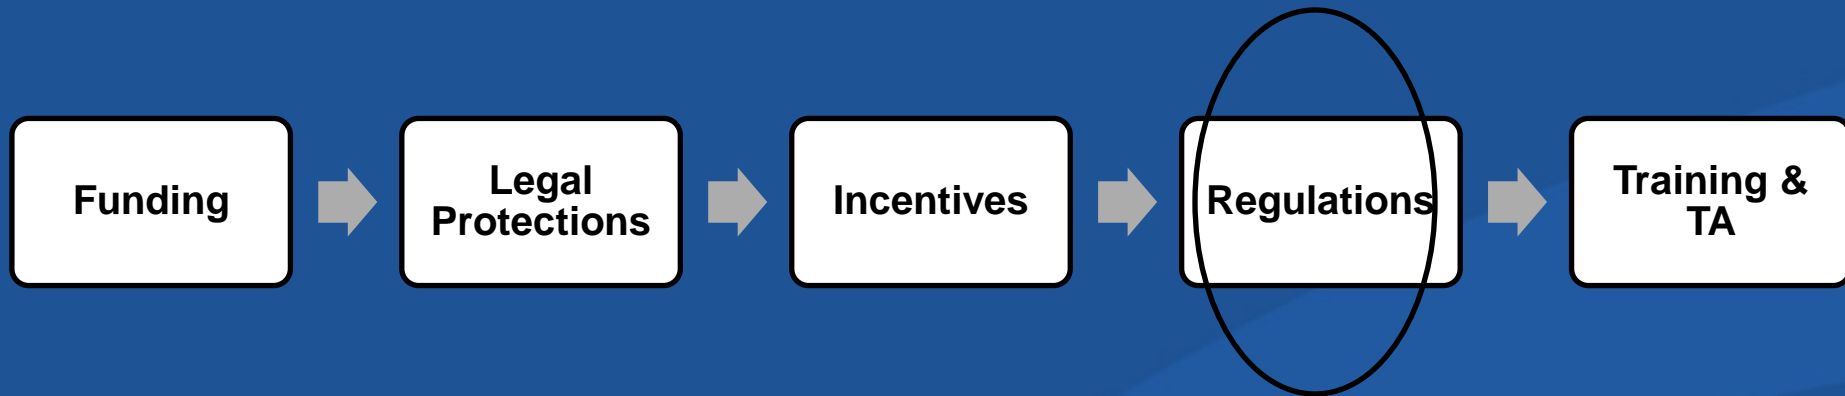 Funding
Legal
Protections
Incentives
Regulations
Training &
TA